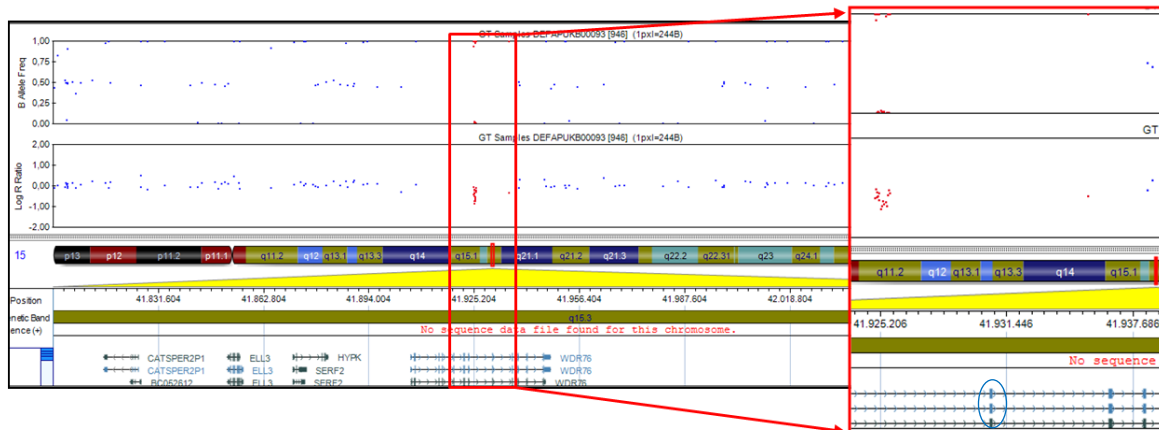 GT Samples DEFAPUKB00093 [946] (1pxl=244B)
1,00
0,75
0,50
0,25
0,00
B Allele Freq
GT Samples DEFAPUKB00093 [946] (1pxl=244B)
2,00
1,00
0,00
-1,00
-2,00
Log R Ratio
15
p13 p12 p11.2 p11.1 q11.2 q12 q13.1 q13.3 q14 q15.1 q21.1 q21.2 q21.3 q22.2 q22.31 q23 q24.1
Position 41.831.604 41.862.804 41.894.004 41.925.204 41.956.404 41.987.604 42.018.804
netic Band q15.3
ence (+) No sequence data file found for this chromosome.
CATSPER2P1 ELL3 HYPK WDR76
CATSPER2P1 ELL3 SERF2 WDR76
BC052612 ELL3 SERF2 WDR76
GT
q11.2 q12 q13.1 q13.3 q14 q15.1
41.925.206 41.931.446 41.937.686
No sequence